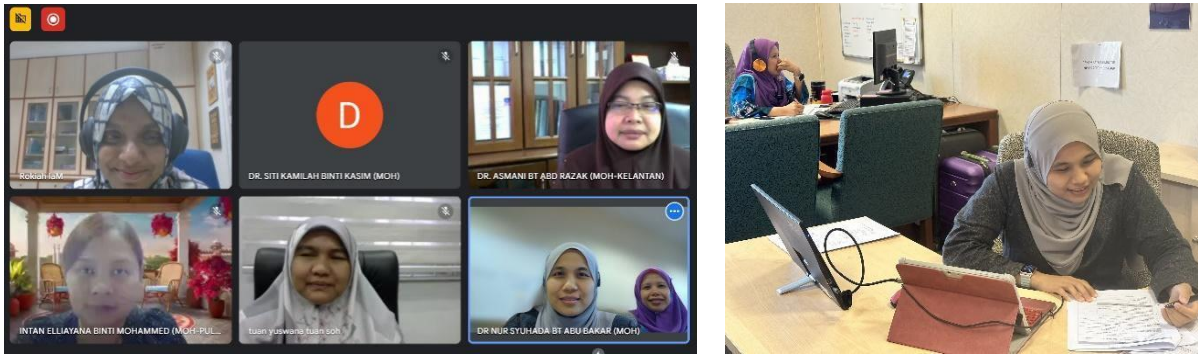 D
Rokiah IaM
DR. SITI KAMILAH BINTI KASIM (MOH)
DR. ASMANI BT ABD RAZAK (MOH-KELANTAN)
INTAN ELLIAYANA BINTI MOHAMMED (MOH-PUL...
tuan yuswana tuan soh
DR NUR SYUHADA BT ABU BAKAR (MOH)